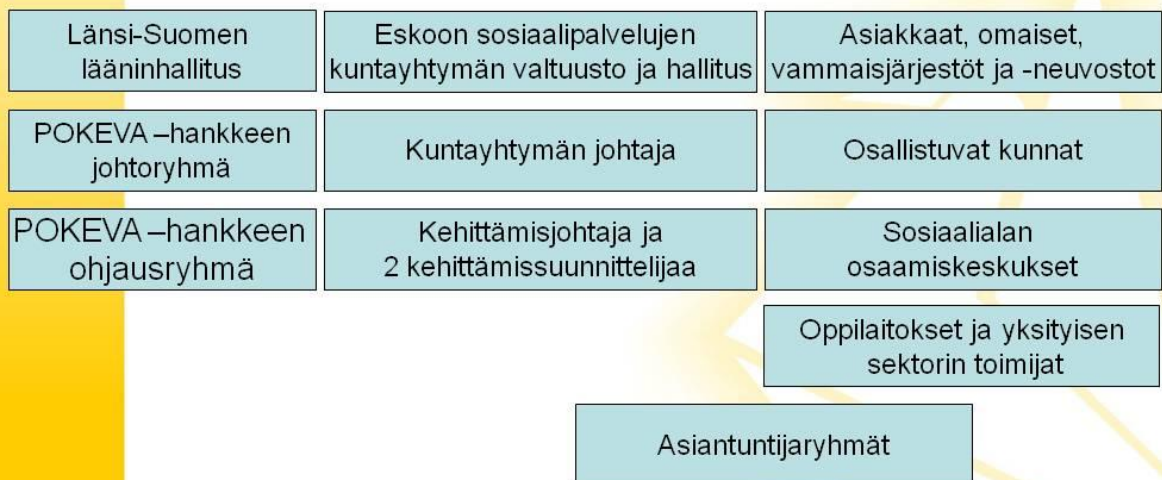 Länsi-Suomen
lääninhallitus
Eskoon sosiaalipalvelujen
kuntayhtymän valtuusto ja hallitus
Asiakkaat, omaiset,
vammaisjärjestöt ja -neuvostot
POKEVA –hankkeen
johtoryhmä
Kuntayhtymän johtaja
Osallistuvat kunnat
POKEVA –hankkeen
ohjausryhmä
Kehittämisjohtaja ja
2 kehittämissuunnittelijaa
Sosiaalialan
osaamiskeskukset
Oppilaitokset ja yksityisen
sektorin toimijat
Asiantuntijaryhmät